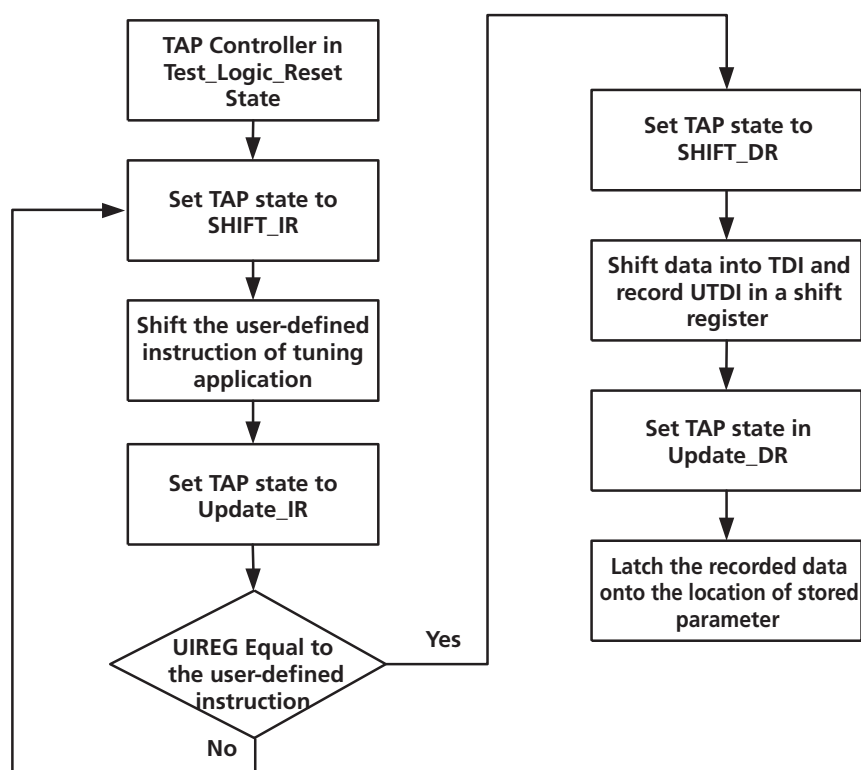 TAP Controller in
Test_Logic_Reset
State
Set TAP state to
SHIFT_IR
Shift the user-defined
instruction of tuning
application
Set TAP state to
Update_IR
UIREG Equal to
the user-defined
instruction
Yes
No
Set TAP state to
SHIFT_DR
Shift data into TDI and
record UTDI in a shift
register
Set TAP state in
Update_DR
Latch the recorded data
onto the location of stored
parameter